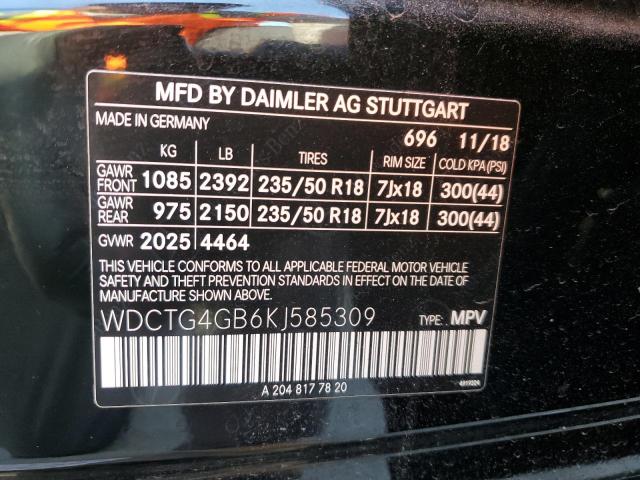 MFD BY DAIMLER AG STUTTGART
MADE IN GERMANY 696 11/18
KG LB TIRES RIM SIZE COLD KPA(PSI)
GAWR FRONT 1085 2392 235/50 R18 7Jx18 300(44)
GAWR REAR 975 2150 235/50 R18 7Jx18 300(44)
GVWR 2025 4464
THIS VEHICLE CONFORMS TO ALL APPLICABLE FEDERAL MOTOR VEHICLE
SAFETY AND THEFT PREVENTION STANDARDS IN EFFECT ON THE DATE OF
MANUFACTURE SHOWN ABOVE.
WDCTG4GB6KJ585309 TYPE: MPV
A 204 817 78 20